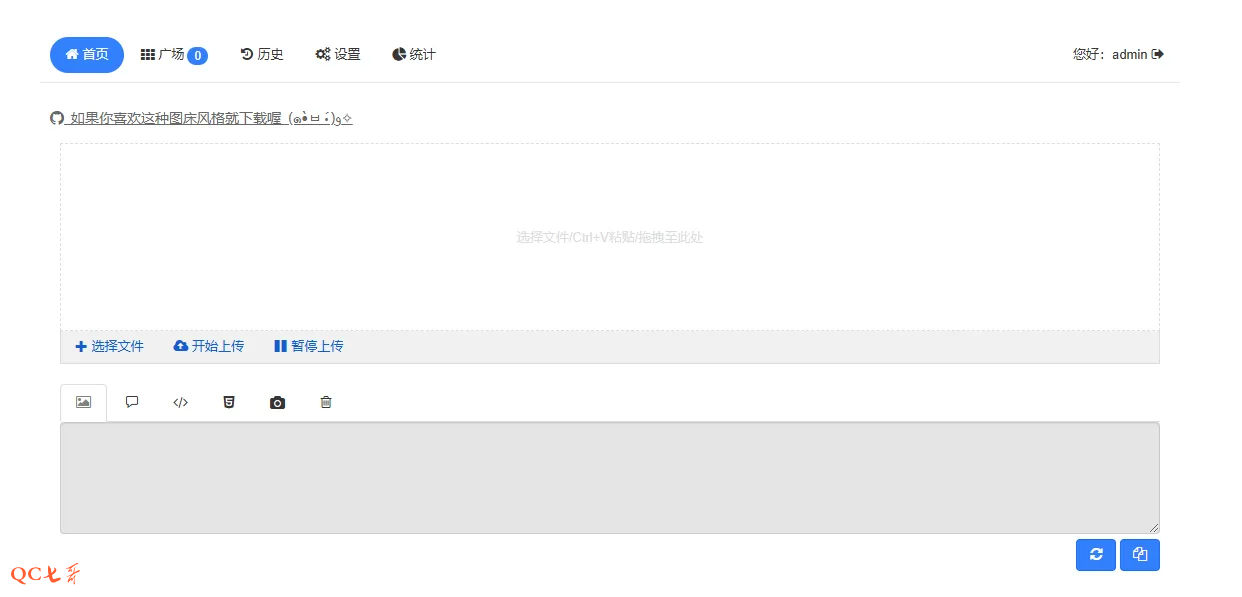 首页 广场 0 历史 设置 统计 您好：admin
如果你喜欢这种图床风格就下载喔 (๑•̀ㅂ•́)و✧
选择文件/Ctrl+V粘贴/拖拽至此处
选择文件 开始上传 暂停上传
QC七哥